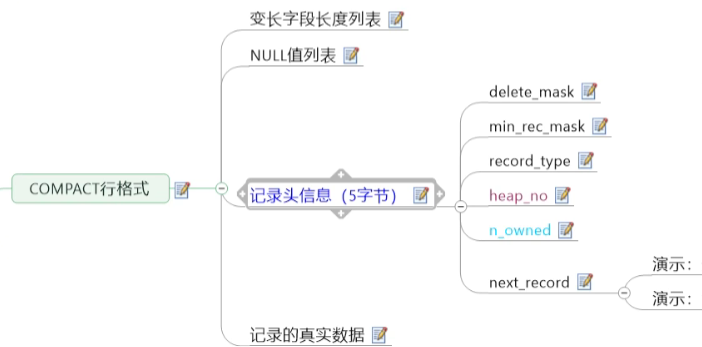 变长字段长度列表
NULL值列表
COMPACT行格式
记录头信息（5字节）
delete_mask
min_rec_mask
record_type
heap_no
n_owned
next_record
演示：
演示：
记录的真实数据